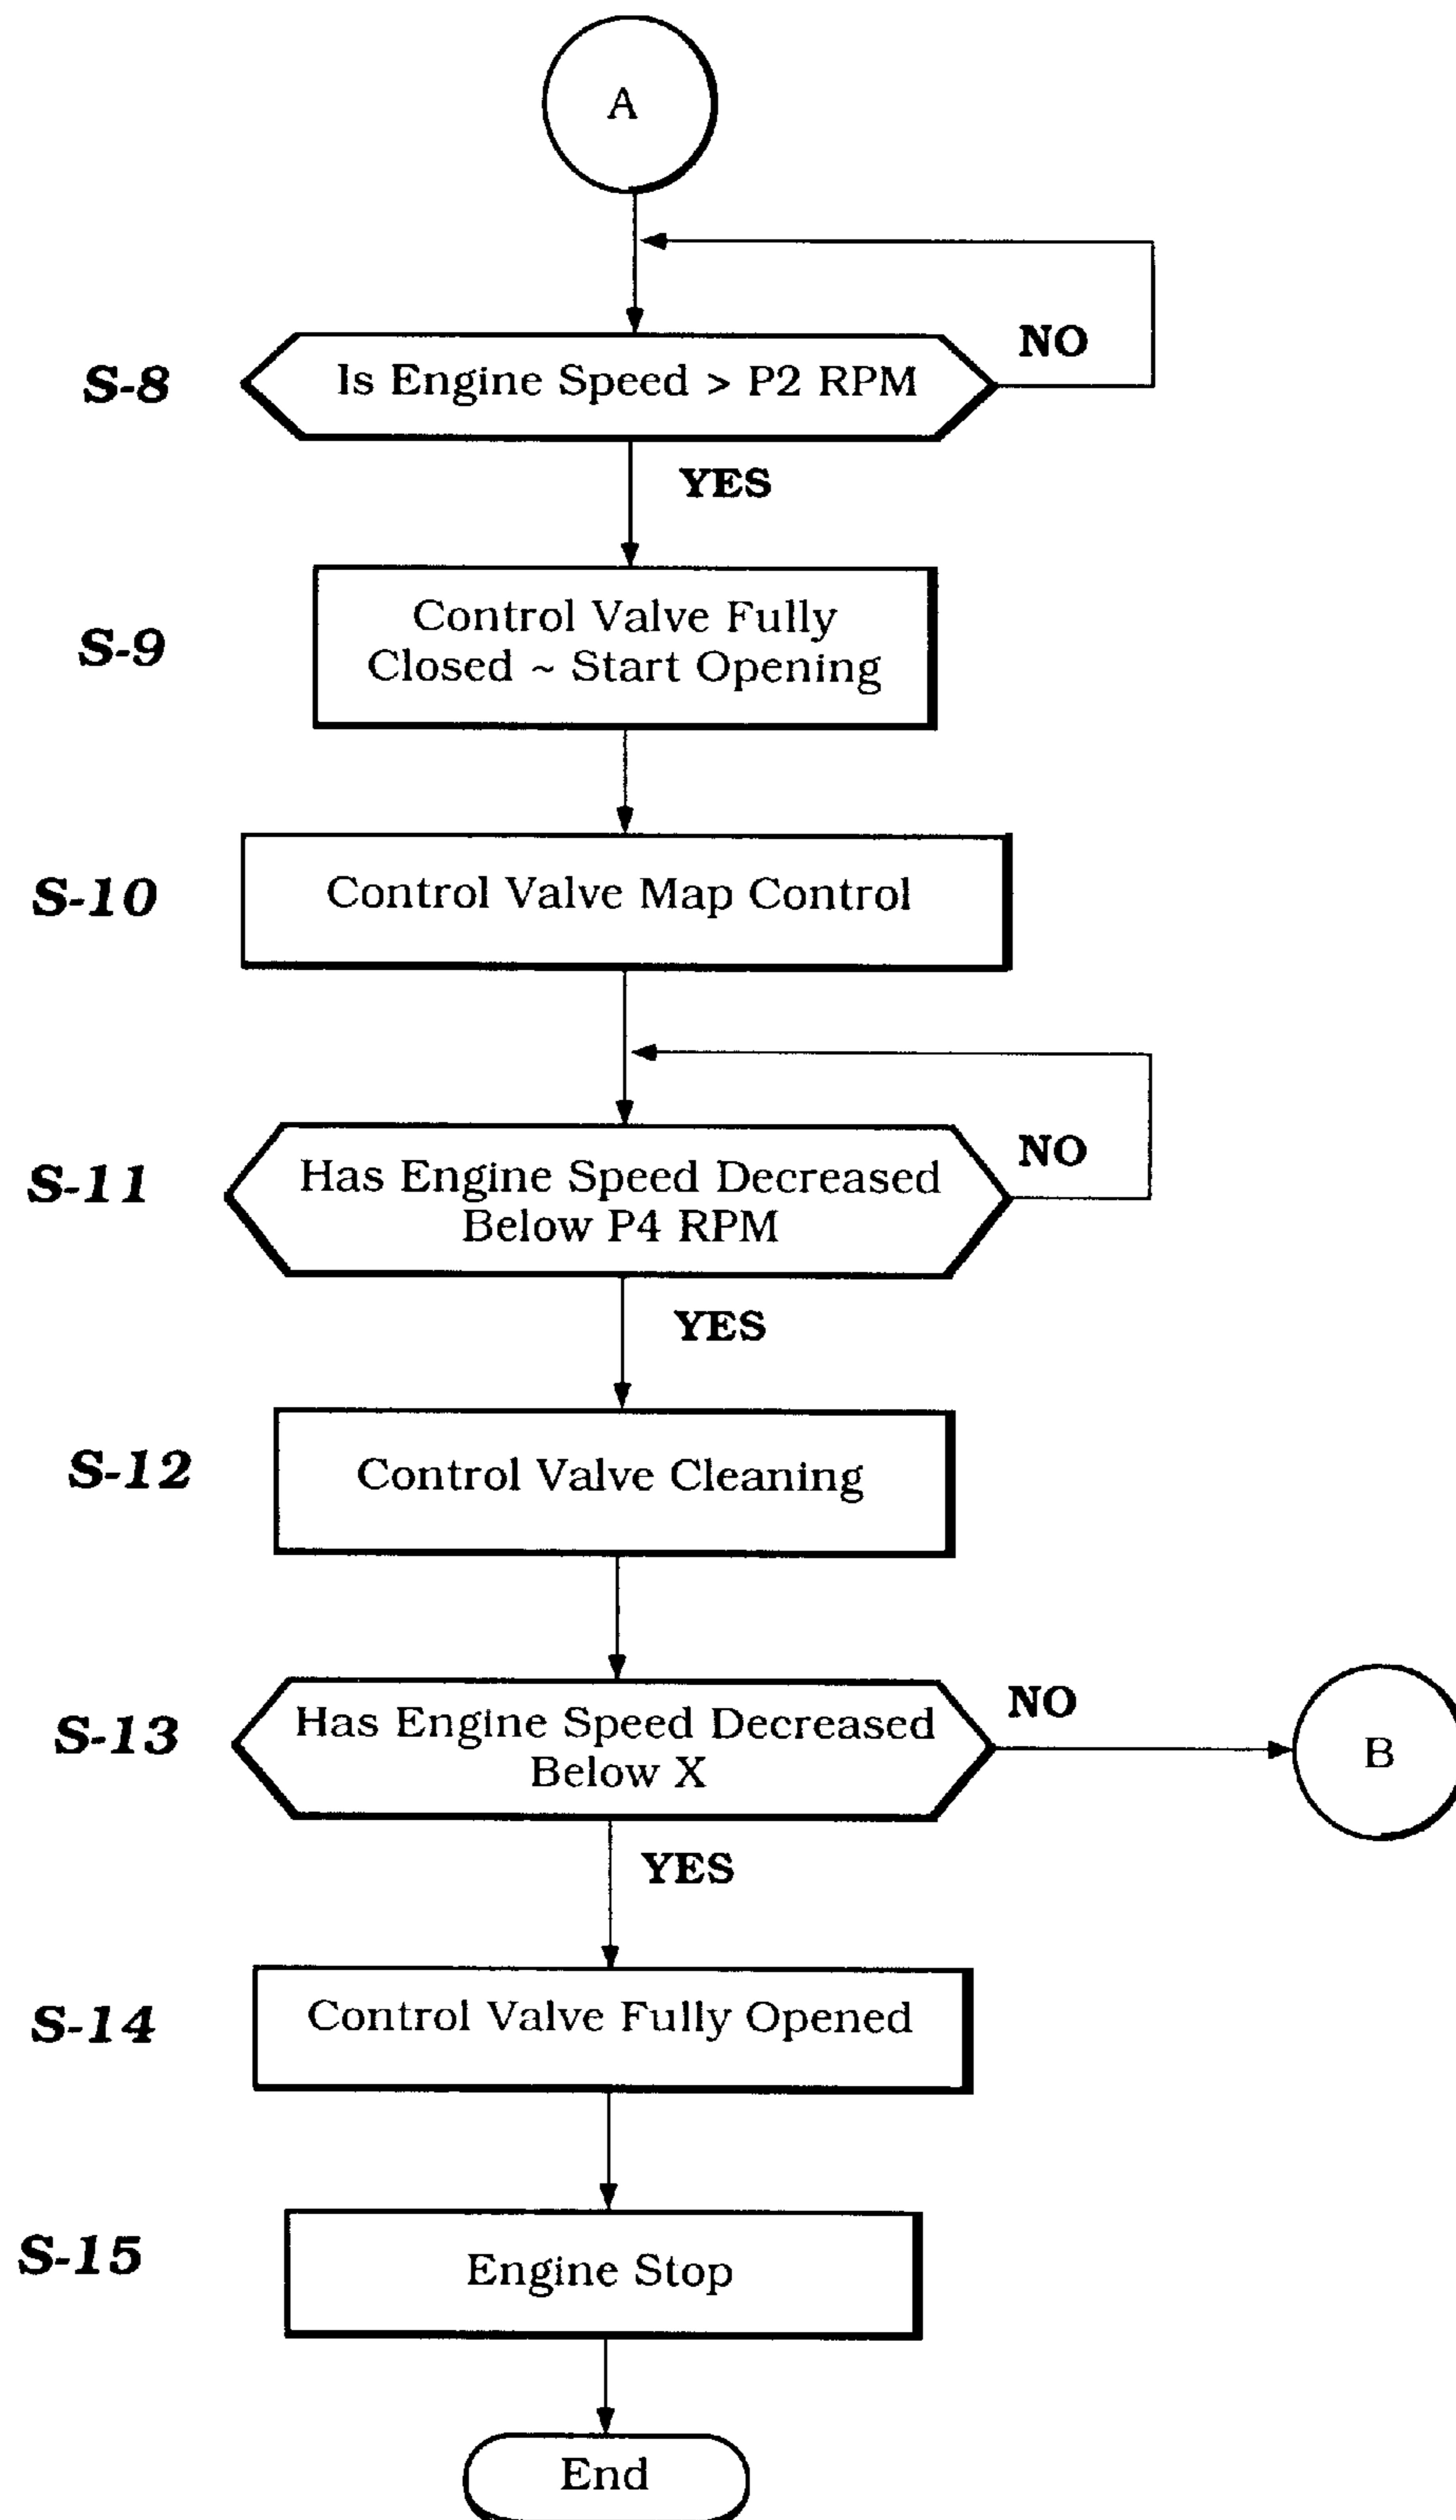 A
NO
S-8
Is Engine Speed > P2 RPM
YES
S-9
Control Valve Fully
Closed ~ Start Opening
S-10
Control Valve Map Control
NO
S-11
Has Engine Speed Decreased
Below P4 RPM
YES
S-12
Control Valve Cleaning
S-13
Has Engine Speed Decreased
Below X
NO
B
YES
S-14
Control Valve Fully Opened
S-15
Engine Stop
End